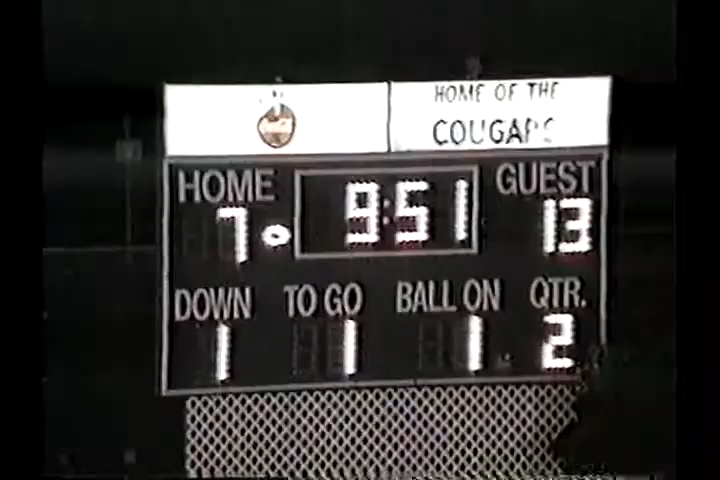 HOME OF THE
COUGARS
HOME 9:51 GUEST
7 13
DOWN TO GO BALL ON QTR.
1 1 1 2